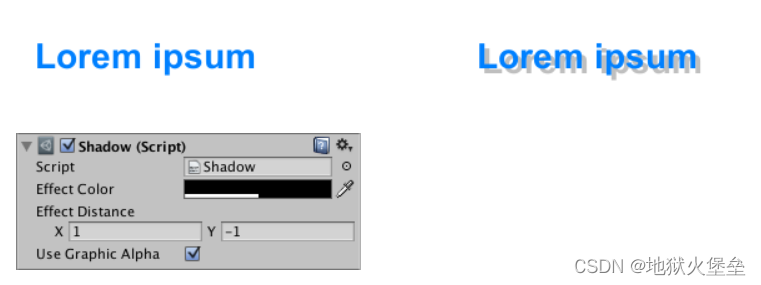 Lorem ipsum
Lorem ipsum
Shadow (Script)
Script Shadow
Effect Color
Effect Distance
X 1 Y -1
Use Graphic Alpha
CSDN @地狱火堡垒